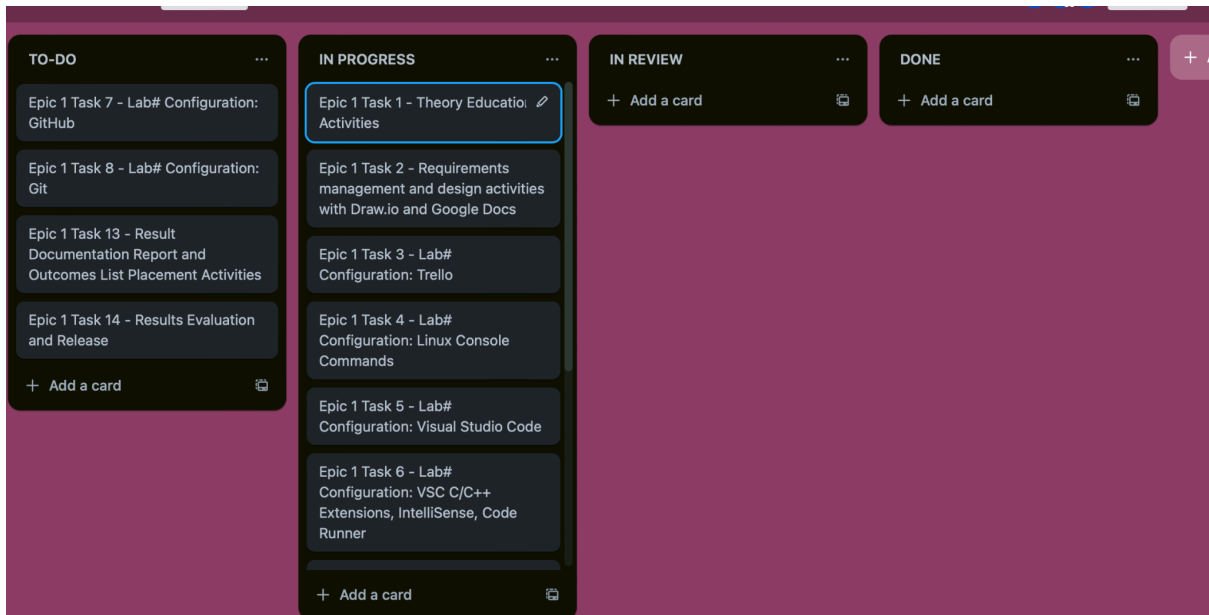 TO-DO
Epic 1 Task 7 - Lab# Configuration:
GitHub
Epic 1 Task 8 - Lab# Configuration:
Git
Epic 1 Task 13 - Result
Documentation Report and
Outcomes List Placement Activities
Epic 1 Task 14 - Results Evaluation
and Release
+ Add a card
IN PROGRESS
Epic 1 Task 1 - Theory Education
Activities
Epic 1 Task 2 - Requirements
management and design activities
with Draw.io and Google Docs
Epic 1 Task 3 - Lab#
Configuration: Trello
Epic 1 Task 4 - Lab#
Configuration: Linux Console
Commands
Epic 1 Task 5 - Lab#
Configuration: Visual Studio Code
Epic 1 Task 6 - Lab#
Configuration: VSC C/C++
Extensions, IntelliSense, Code
Runner
+ Add a card
IN REVIEW
+ Add a card
DONE
+ Add a card
+